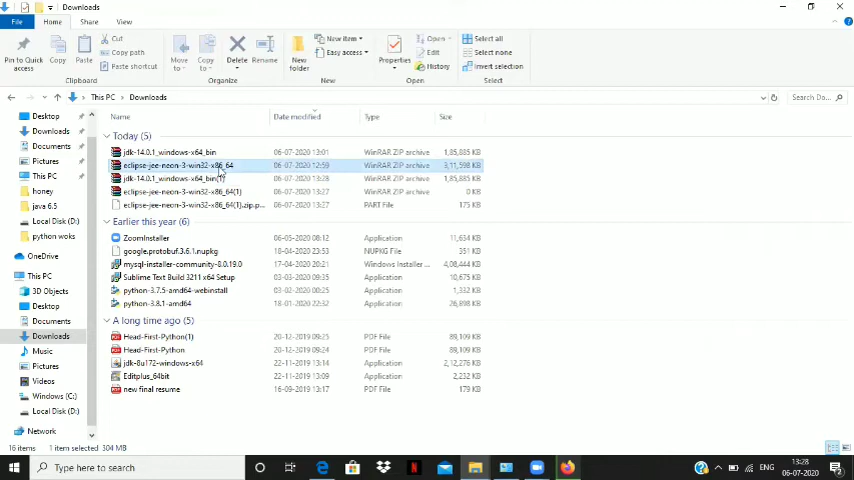 Downloads
File
Home
Share
View
Pin to Quick access
Copy
Paste
Cut
Copy path
Paste shortcut
Clipboard
Move to
Copy to
Delete
Rename
Organize
New folder
New item
Easy access
New
Properties
Open
Edit
History
Open
Select all
Select none
Invert selection
Select
This PC
Downloads
Search Do...
Desktop
Downloads
Documents
Pictures
This PC
honey
java 6.5
Local Disk (D:)
python woks
OneDrive
This PC
3D Objects
Desktop
Documents
Downloads
Music
Pictures
Videos
Windows (C:)
Local Disk (D:)
Network
Name Date modified Type Size
Today (5)
jdk-14.0.1_windows-x64_bin 06-07-2020 13:01 WinRAR ZIP archive 1,85,885 KB
eclipse-jee-neon-3-win32-x86_64 06-07-2020 12:59 WinRAR ZIP archive 3,11,598 KB
jdk-14.0.1_windows-x64_bin(1) 06-07-2020 13:28 WinRAR ZIP archive 1,85,885 KB
eclipse-jee-neon-3-win32-x86_64(1) 06-07-2020 13:27 WinRAR ZIP archive 0 KB
eclipse-jee-neon-3-win32-x86_64(1).zip.p... 06-07-2020 13:27 PART File 175 KB
Earlier this year (6)
ZoomInstaller 06-05-2020 08:12 Application 11,654 KB
google.protobuf.3.6.1.nupkg 18-04-2020 23:53 NUPKG File 351 KB
mysql-installer-community-8.0.19.0 17-04-2020 20:21 Windows Installer ... 4,08,444 KB
Sublime Text Build 3211 x64 Setup 03-03-2020 09:35 Application 10,675 KB
python-3.7.5-amd64-webinstall 03-02-2020 00:25 Application 1,332 KB
python-3.8.1-amd64 18-01-2020 22:32 Application 26,898 KB
A long time ago (5)
Head-First-Python(1) 20-12-2019 09:25 PDF File 89,109 KB
Head-First-Python 20-12-2019 09:24 PDF File 89,109 KB
jdk-8u172-windows-x64 22-11-2019 13:14 Application 2,12,276 KB
Editplus_64bit 22-11-2019 13:09 Application 2,232 KB
new final resume 16-09-2019 13:17 PDF File 179 KB
16 items 1 item selected 304 MB
Type here to search
ENG
13:28
06-07-2020
2